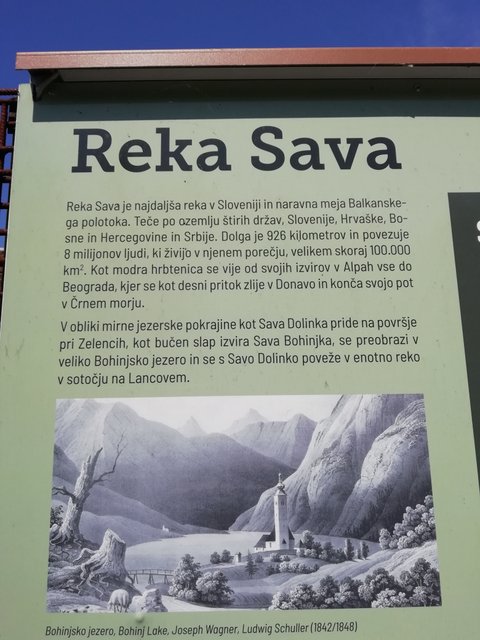 Reka Sava
Reka Sava je najdaljša reka v Sloveniji in naravna meja Balkanske-
ga polotoka. Teče po ozemlju štirih držav, Slovenije, Hrvaške, Bo-
sne in Hercegovine in Srbije. Dolga je 926 kilometrov in povezuje
8 milijonov ljudi, ki živijo v njenem porečju, velikem skoraj 100.000
km². Kot modra hrbtenica se vije od svojih izvirov v Alpah vse do
Beograda, kjer se kot desni pritok zlije v Donavo in konča svojo pot
v Črnem morju.
V obliki mirne jezerske pokrajine kot Sava Dolinka pride na površje
pri Zelencih, kot bučen slap izvira Sava Bohinjka, se preobrazi v
veliko Bohinjsko jezero in se s Savo Dolinko poveže v enotno reko
v sotočju na Lancovem.
Bohinjsko jezero, Bohinj Lake, Joseph Wagner, Ludwig Schuller (1842/1848)